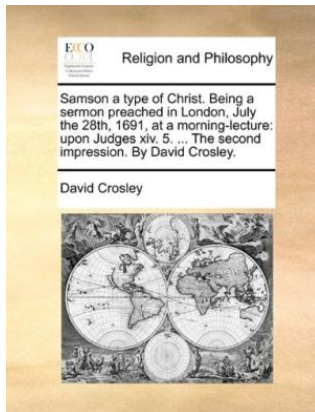 ECCO
Religion and Philosophy
Samson a type of Christ. Being a
sermon preached in London, July
the 28th, 1691, at a morning-lecture:
upon Judges xiv. 5. ... The second
impression. By David Crosley.
David Crosley